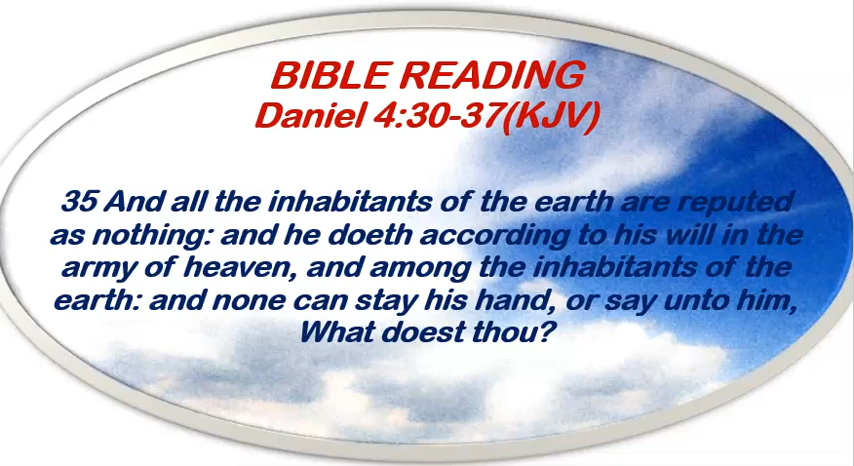 BIBLE READING
Daniel 4:30-37(KJV)
35 And all the inhabitants of the earth are reputed
as nothing: and he doeth according to his will in the
army of heaven, and among the inhabitants of the
earth: and none can stay his hand, or say unto him,
What doest thou?